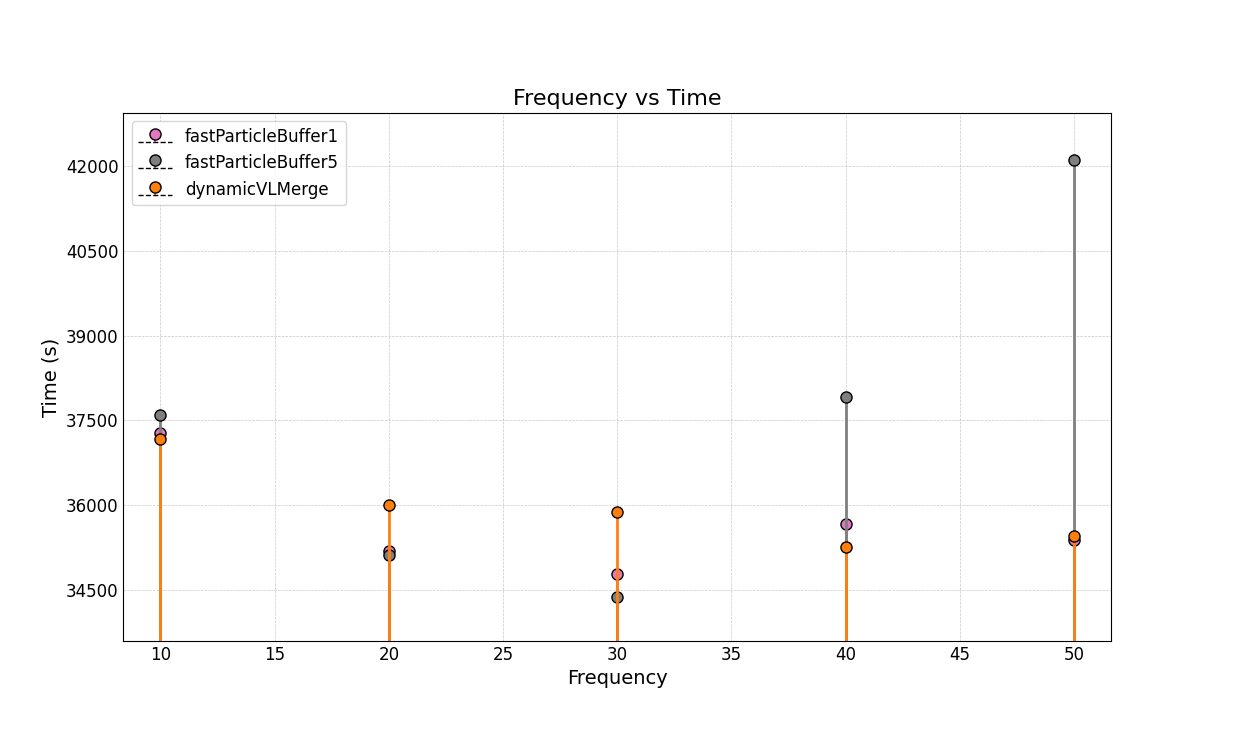 Frequency vs Time
fastParticleBuffer1
fastParticleBuffer5
dynamicVLMerge
42000
40500
39000
37500
36000
34500
Time (s)
10 15 20 25 30 35 40 45 50
Frequency